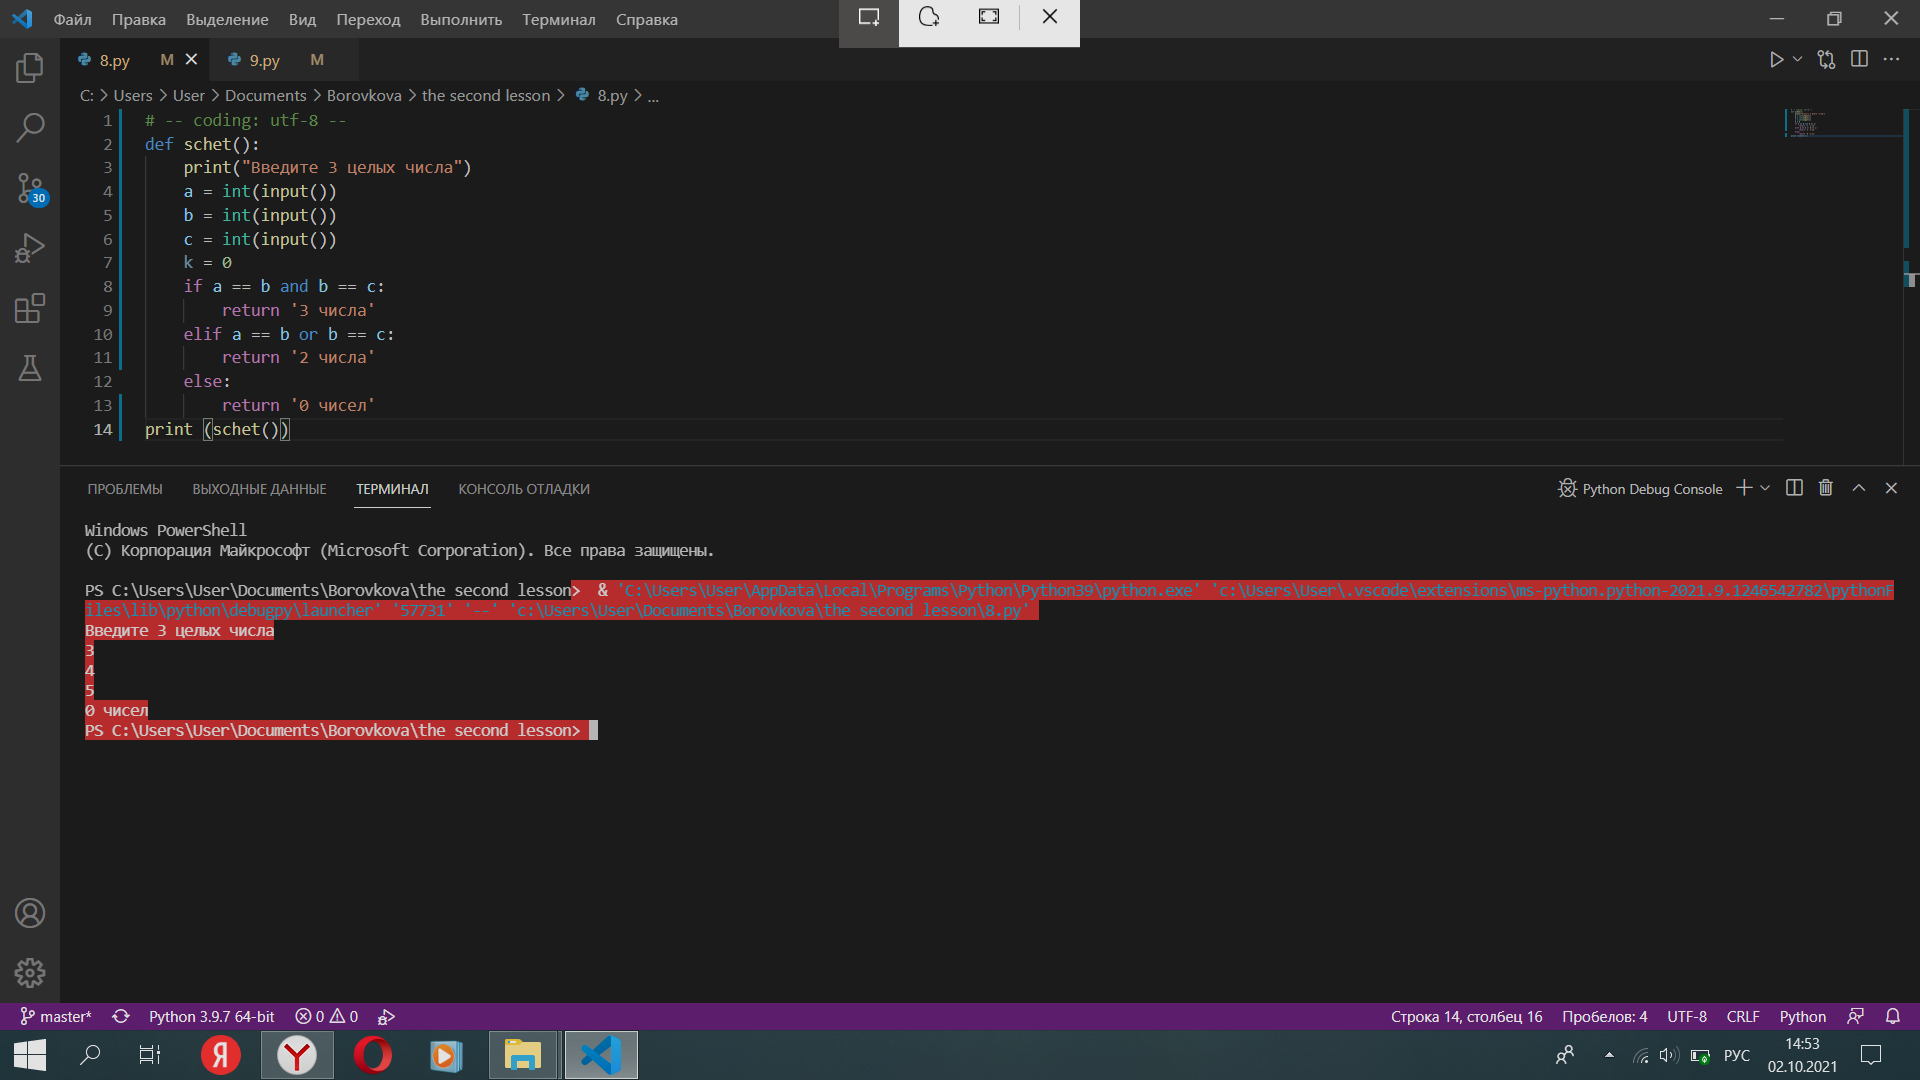 Файл Правка Выделение Вид Переход Выполнить Терминал Справка
8.py M 9.py M
C: > Users > User > Documents > Borovkova > the second lesson > 8.py > ...
1 # -- coding: utf-8 --
2 def schet():
3 print("Введите 3 целых числа")
4 a = int(input())
5 b = int(input())
6 c = int(input())
7 k = 0
8 if a == b and b == c:
9 return '3 числа'
10 elif a == b or b == c:
11 return '2 числа'
12 else:
13 return '0 чисел'
14 print (schet())
ПРОБЛЕМЫ ВЫХОДНЫЕ ДАННЫЕ ТЕРМИНАЛ КОНСОЛЬ ОТЛАДКИ Python Debug Console
Windows PowerShell
(C) Корпорация Майкрософт (Microsoft Corporation). Все права защищены.
PS C:\Users\User\Documents\Borovkova\the second lesson> & 'C:\Users\User\AppData\Local\Programs\Python\Python39\python.exe' 'c:\Users\User\.vscode\extensions\ms-python.python-2021.9.1246542782\pythonF
iles\lib\python\debugpy\launcher' '57731' '--' 'c:\Users\User\Documents\Borovkova\the second lesson\8.py'
Введите 3 целых числа
3
4
5
0 чисел
PS C:\Users\User\Documents\Borovkova\the second lesson>
30
master* Python 3.9.7 64-bit 0 0 Строка 14, столбец 16 Пробелов: 4 UTF-8 CRLF Python
РУС 14:53
02.10.2021